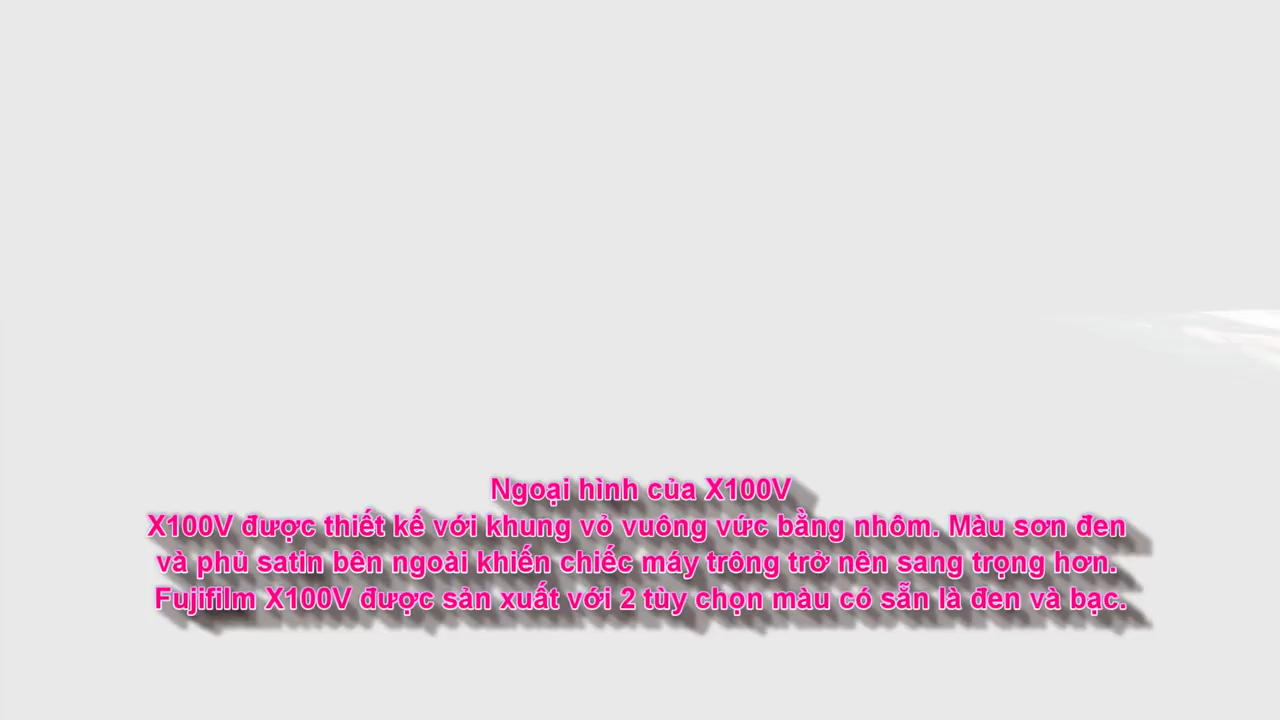 Ngoại hình của X100V
X100V được thiết kế với khung vỏ vuông vức bằng nhôm. Màu sơn đen
và phủ satin bên ngoài khiến chiếc máy trông trở nên sang trọng hơn.
Fujifilm X100V được sản xuất với 2 tùy chọn màu có sẵn là đen và bạc.